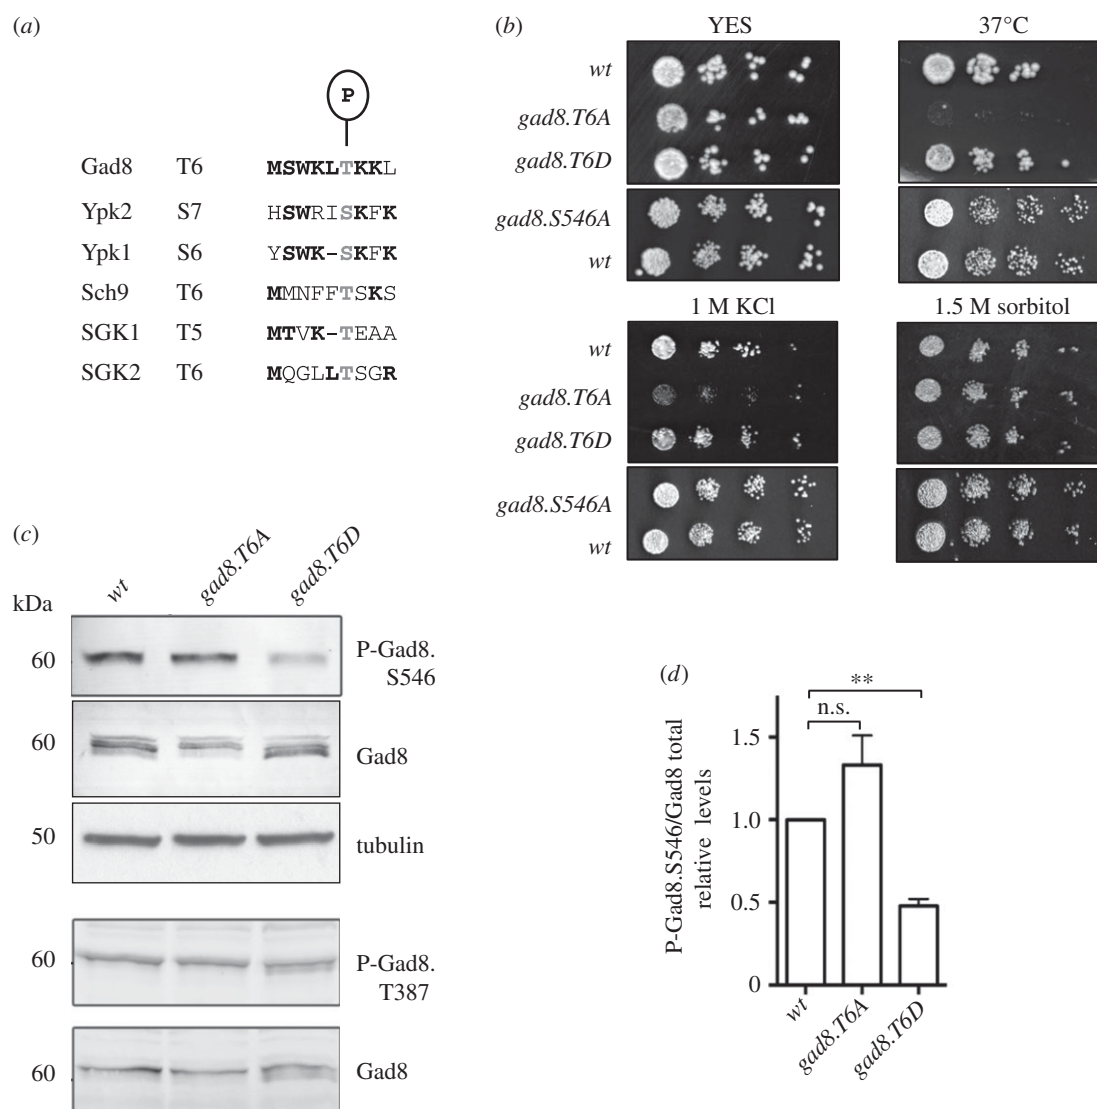 (a)
P
Gad8 T6 MSWKLTKKL
Ypk2 S7 HSWRISKFK
Ypk1 S6 YSWK-SKFK
Sch9 T6 MMNFFTSKS
SGK1 T5 MTVK-TEAA
SGK2 T6 MQGLLTSGR
(b)
YES 37°C
wt
gad8.T6A
gad8.T6D
gad8.S546A
wt
1 M KCl 1.5 M sorbitol
wt
gad8.T6A
gad8.T6D
gad8.S546A
wt
(c)
wt gad8.T6A gad8.T6D
kDa
60 P-Gad8.
S546
60 Gad8
50 tubulin
60 P-Gad8.
T387
60 Gad8
(d)
**
n.s.
P-Gad8.S546/Gad8 total
relative levels
1.5
1.0
0.5
0
wt gad8.T6A gad8.T6D